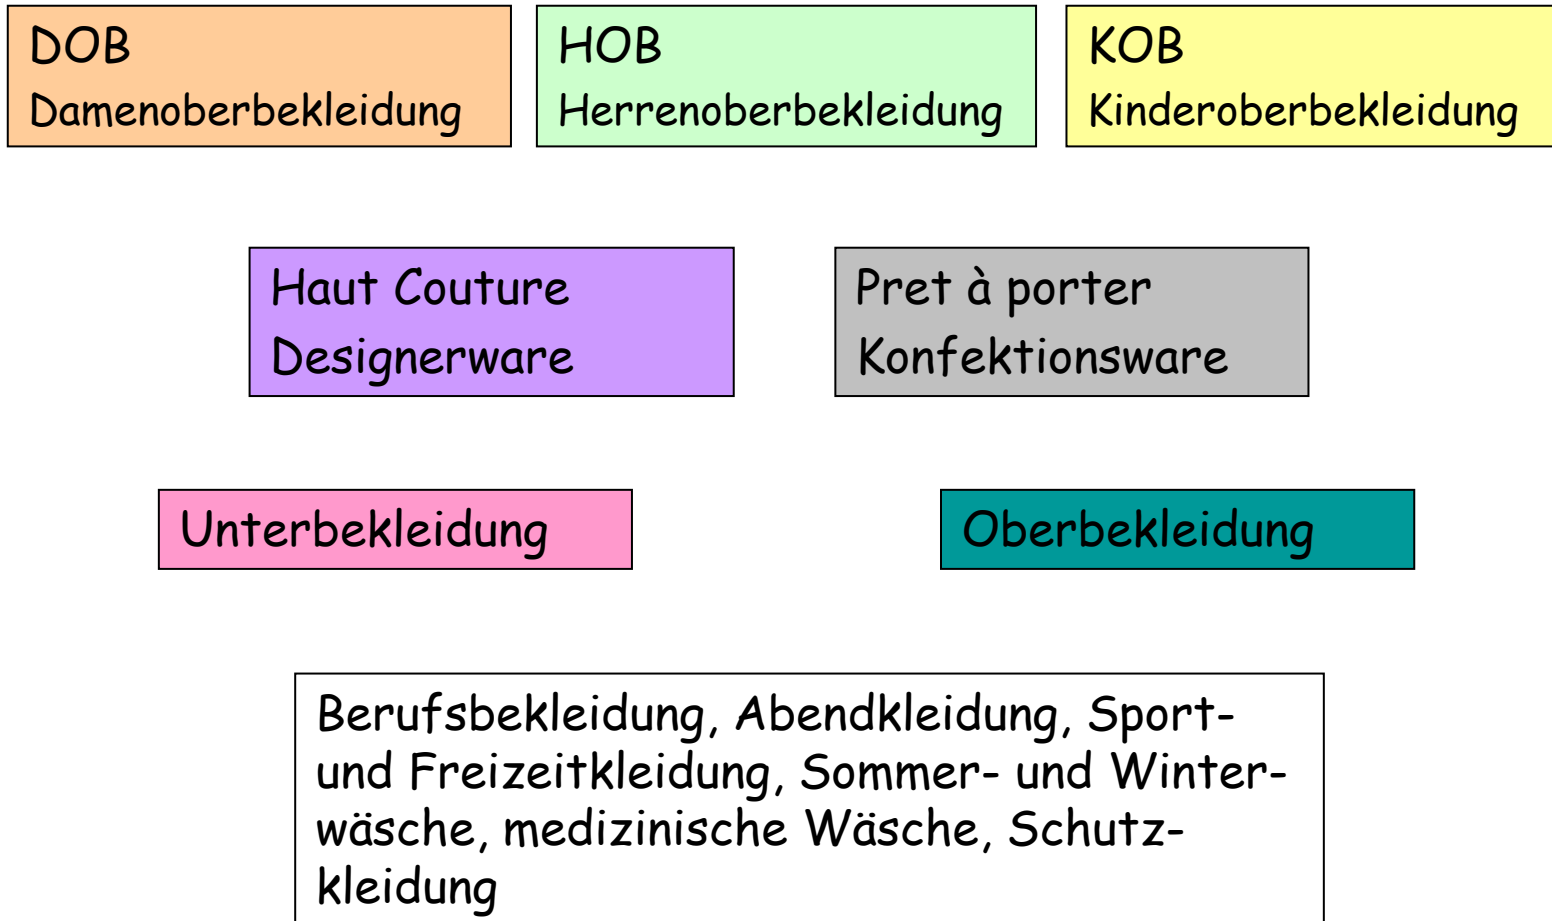 DOB
Damenoberbekleidung
HOB
Herrenoberbekleidung
KOB
Kinderoberbekleidung
Haut Couture
Designerware
Pret à porter
Konfektionsware
Unterbekleidung
Oberbekleidung
Berufsbekleidung, Abendkleidung, Sport-
und Freizeitkleidung, Sommer- und Winter-
wäsche, medizinische Wäsche, Schutz-
kleidung